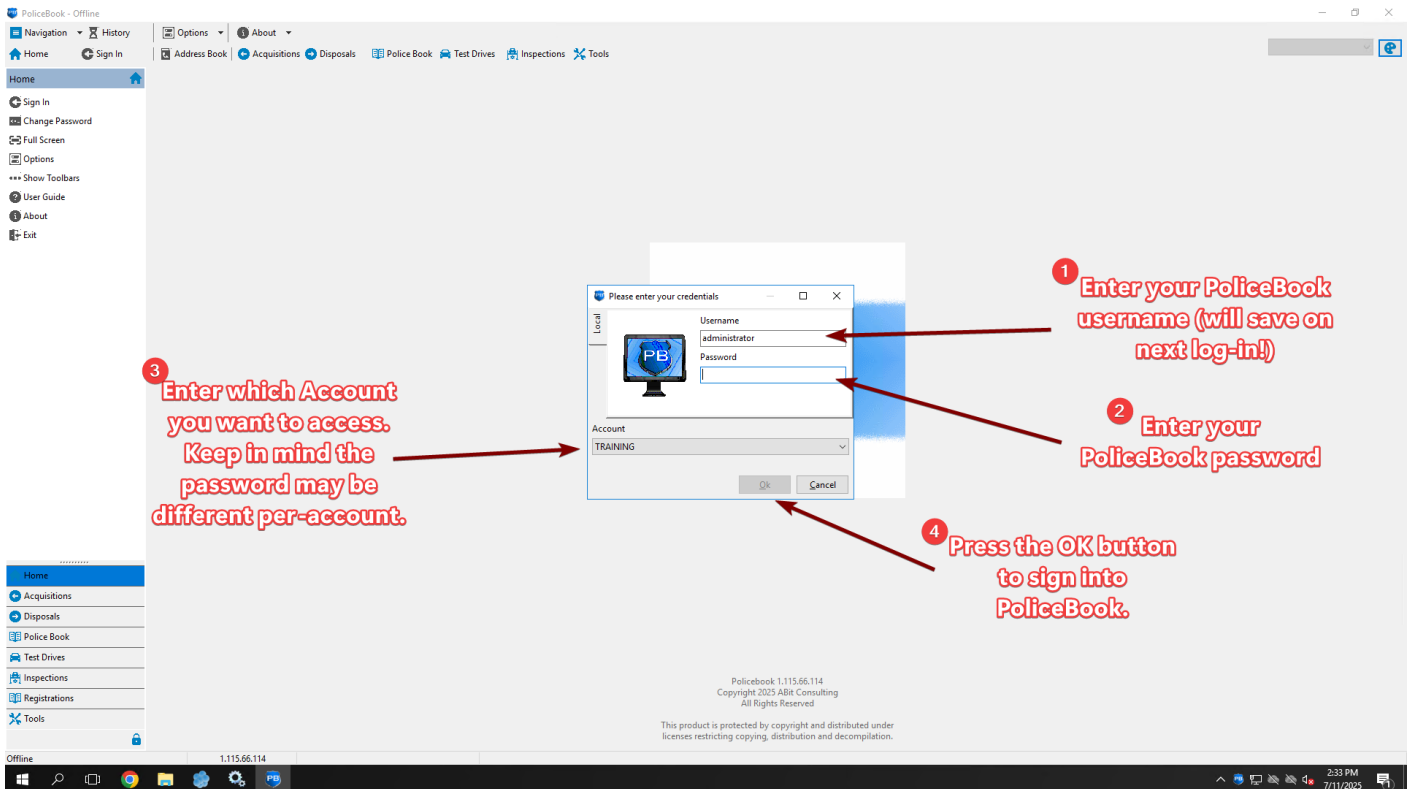 PoliceBook - Offline
Navigation History Options About
Home Sign In Address Book Acquisitions Disposals Police Book Test Drives Inspections Tools
Home
Sign In
Change Password
Full Screen
Options
Show Toolbars
User Guide
About
Exit
Please enter your credentials
Local
Username
administrator
Password
PB
Account
TRAINING
Ok Cancel
1
Enter your PoliceBook
username (will save on
next log-in!)
2
Enter your
PoliceBook password
3
Enter which Account
you want to access.
Keep in mind the
password may be
different per-account.
4
Press the OK button
to sign into
PoliceBook.
Home
Acquisitions
Disposals
Police Book
Test Drives
Inspections
Registrations
Tools
Policebook 1.115.66.114
Copyright 2025 ABit Consulting
All Rights Reserved
This product is protected by copyright and distributed under
licenses restricting copying, distribution and decompilation.
Offline 1.115.66.114
PB
2:33 PM
7/11/2025